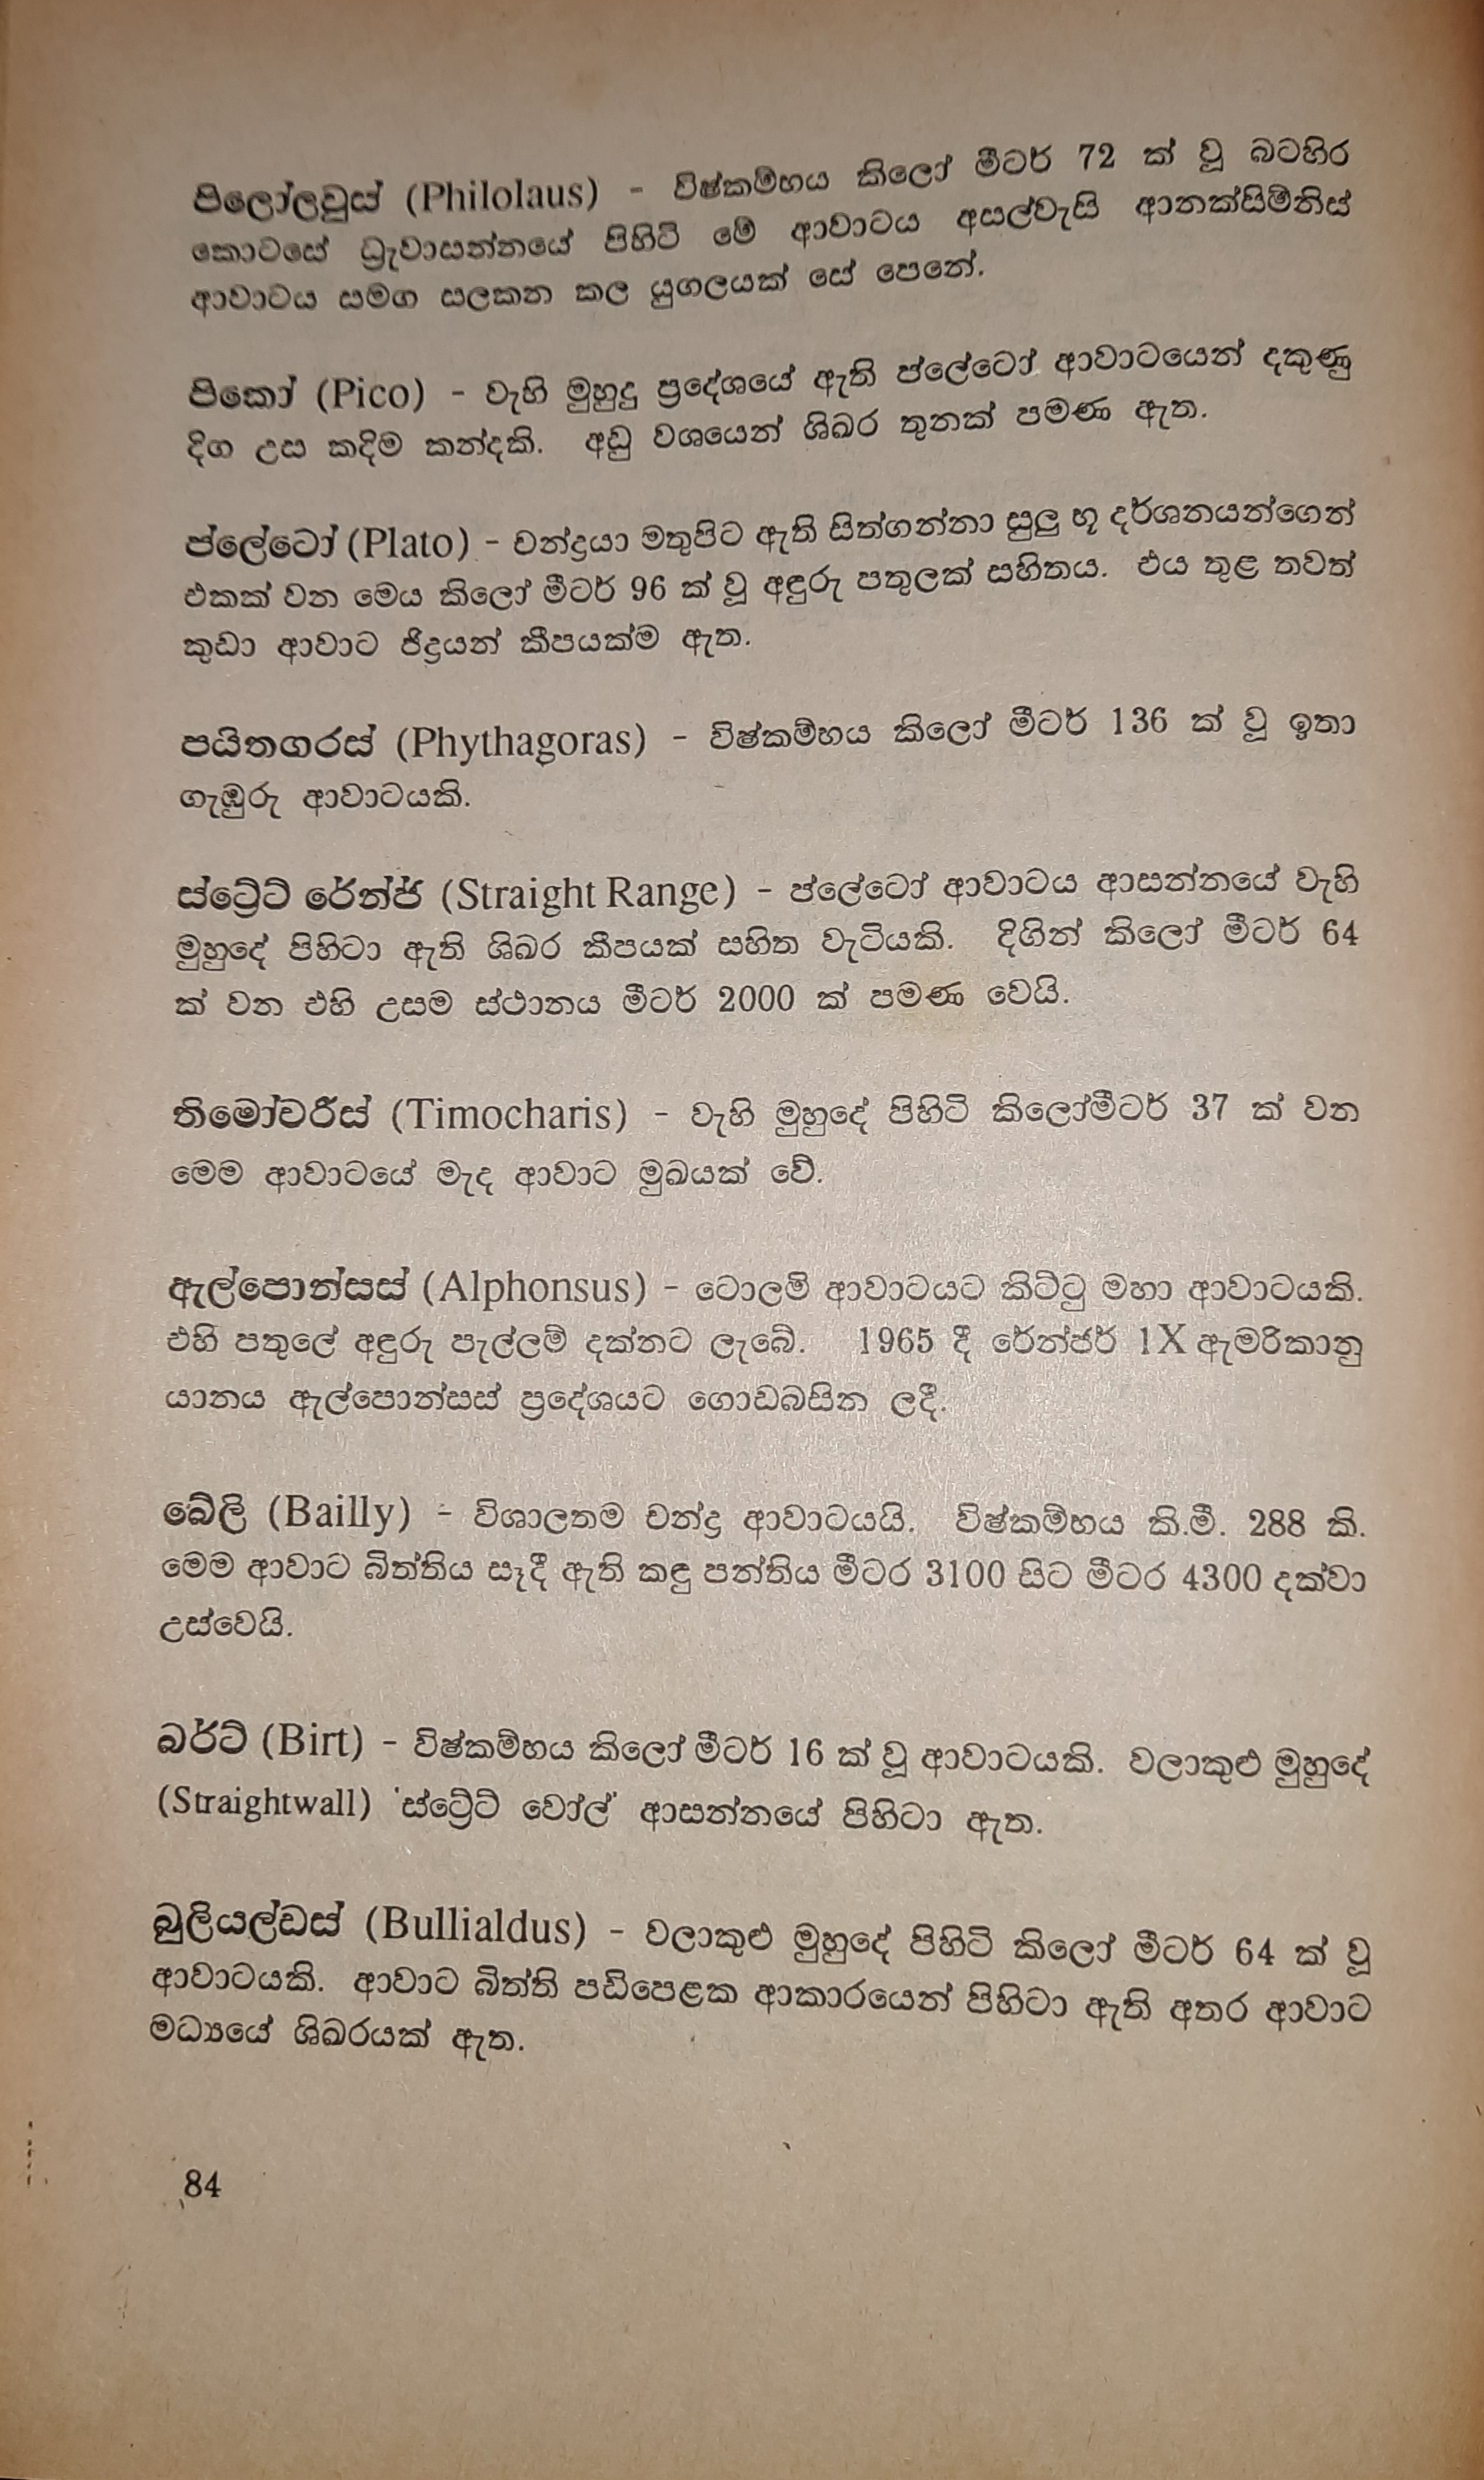 පිලෝලවුස් (Philolaus) - විෂ්කම්භය කිලෝ මීටර් 72 ක් වූ බටහිර
කොටසේ ධ්‍රැවාසන්නයේ පිහිටි මේ ආවාටය අසල්වැසි ආනක්සිමිනිස්
ආවාටය සමග සලකන කල යුගලයක් සේ පෙනේ.
පිකෝ (Pico) - වැහි මුහුදු ප්‍රදේශයේ ඇති ප්ලේටෝ ආවාටයෙන් දකුණු
දිග උස කදිම කන්දකි. අඩු වශයෙන් ශිඛර තුනක් පමණ ඇත.
ප්ලේටෝ (Plato) - චන්ද්‍රයා මතුපිට ඇති සිත්ගන්නා සුලු භූ දර්ශනයන්ගෙන්
එකක් වන මෙය කිලෝ මීටර් 96 ක් වූ අඳුරු පතුලක් සහිතය. එය තුළ තවත්
කුඩා ආවාට ජිද්‍රයන් කීපයක්ම ඇත.
පයිතගරස් (Phythagoras) - විෂ්කම්භය කිලෝ මීටර් 136 ක් වූ ඉතා
ගැඹුරු ආවාටයකි.
ස්ට්‍රේට් රේන්ජ් (Straight Range) - ප්ලේටෝ ආවාටය ආසන්නයේ වැහි
මුහුදේ පිහිටා ඇති ශිඛර කීපයක් සහිත වැටියකි. දිගින් කිලෝ මීටර් 64
ක් වන එහි උසම ස්ථානය මීටර් 2000 ක් පමණ වෙයි.
තිමෝචරීස් (Timocharis) - වැහි මුහුදේ පිහිටි කිලෝමීටර් 37 ක් වන
මෙම ආවාටයේ මැද ආවාට මුඛයක් වේ.
ඇල්පොන්සස් (Alphonsus) - ටොලමි ආවාටයට කිට්ටු මහා ආවාටයකි.
එහි පතුලේ අඳුරු පැල්ලම් දක්නට ලැබේ. 1965 දී රේන්ජර් 1X ඇමරිකානු
යානය ඇල්පොන්සස් ප්‍රදේශයට ගොඩබසින ලදී.
බේලි (Bailly) - විශාලතම චන්ද්‍ර ආවාටයයි. විෂ්කම්භය කි.මී. 288 කි.
මෙම ආවාට බිත්තිය සෑදී ඇති කඳු පන්තිය මීටර 3100 සිට මීටර 4300 දක්වා
උස්වෙයි.
බර්ට් (Birt) - විෂ්කම්භය කිලෝ මීටර් 16 ක් වූ ආවාටයකි. වලාකුළු මුහුදේ
(Straightwall) 'ස්ට්‍රේට් වෝල්' ආසන්නයේ පිහිටා ඇත.
බුලියල්ඩස් (Bullialdus) - වලාකුළු මුහුදේ පිහිටි කිලෝ මීටර් 64 ක් වූ
ආවාටයකි. ආවාට බිත්ති පඩිපෙළක ආකාරයෙන් පිහිටා ඇති අතර ආවාට
මධ්‍යයේ ශිඛරයක් ඇත.
84